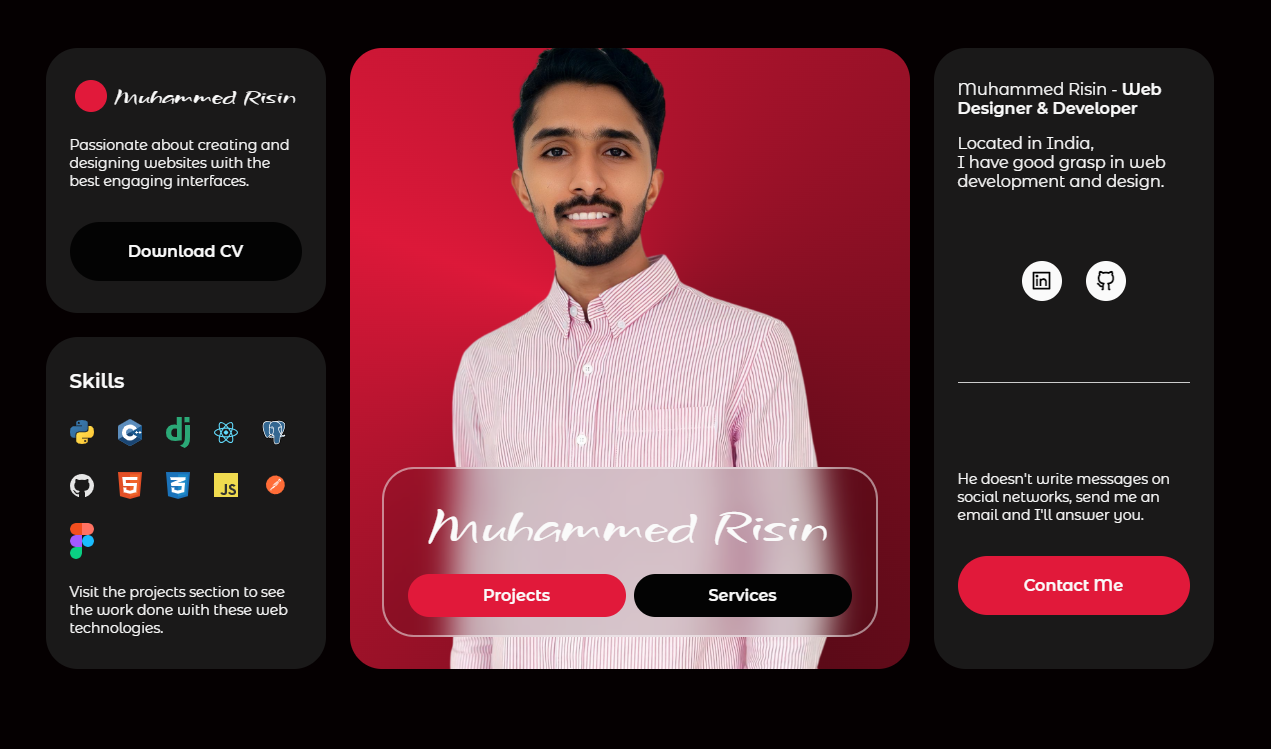 Muhammed Risin
Passionate about creating and
designing websites with the
best engaging interfaces.
Download CV
Skills
JS
Visit the projects section to see
the work done with these web
technologies.
Muhammed Risin
Projects
Services
Muhammed Risin - Web
Designer & Developer
Located in India,
I have good grasp in web
development and design.
in
He doesn't write messages on
social networks, send me an
email and I'll answer you.
Contact Me